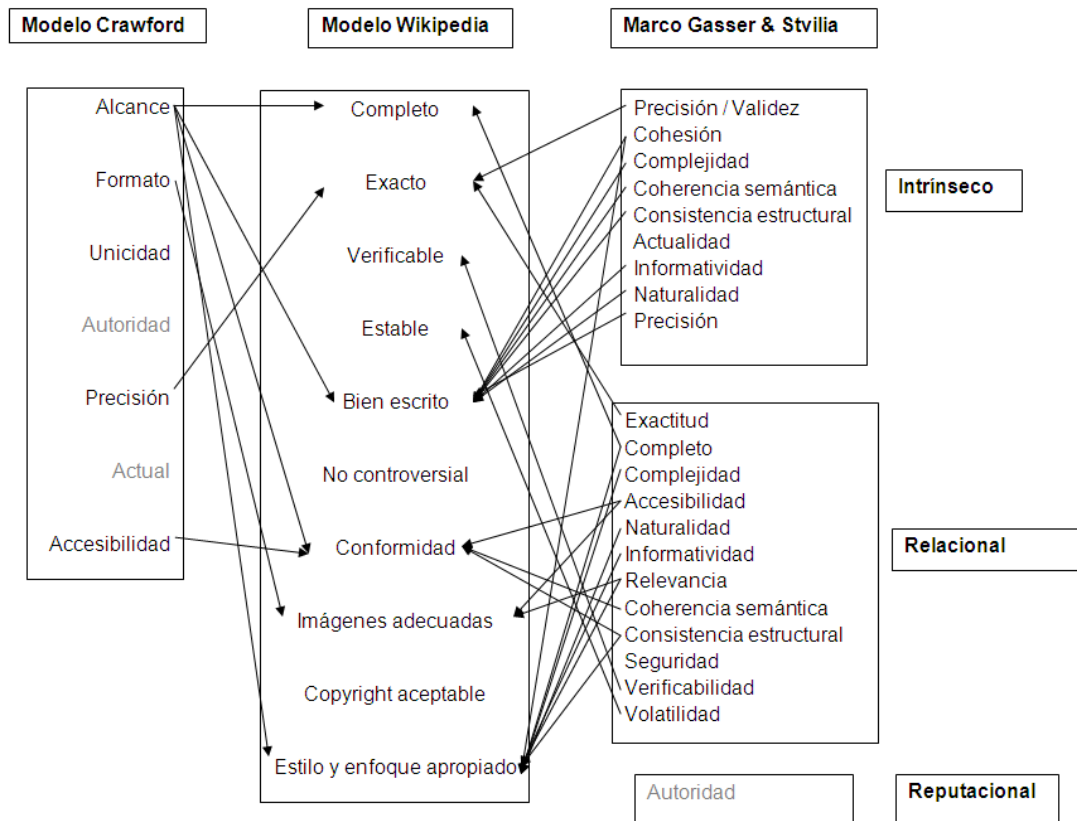 Modelo Crawford
Modelo Wikipedia
Marco Gasser & Stvilia
Alcance
Formato
Unicidad
Autoridad
Precisión
Actual
Accesibilidad
Completo
Exacto
Verificable
Estable
Bien escrito
No controversial
Conformidad
Imágenes adecuadas
Copyright aceptable
Estilo y enfoque apropiado
Precisión / Validez
Cohesión
Complejidad
Coherencia semántica
Consistencia estructural
Actualidad
Informatividad
Naturalidad
Precisión
Intrínseco
Exactitud
Completo
Complejidad
Accesibilidad
Naturalidad
Informatividad
Relevancia
Coherencia semántica
Consistencia estructural
Seguridad
Verificabilidad
Volatilidad
Relacional
Autoridad
Reputacional